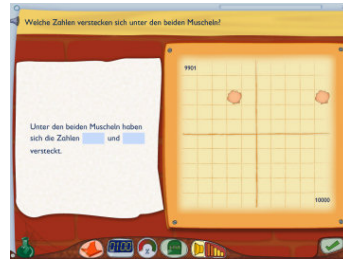 Welche Zahlen verstecken sich unter den beiden Muscheln?
9901
Unter den beiden Muscheln haben
sich die Zahlen und
versteckt.
10000
0100